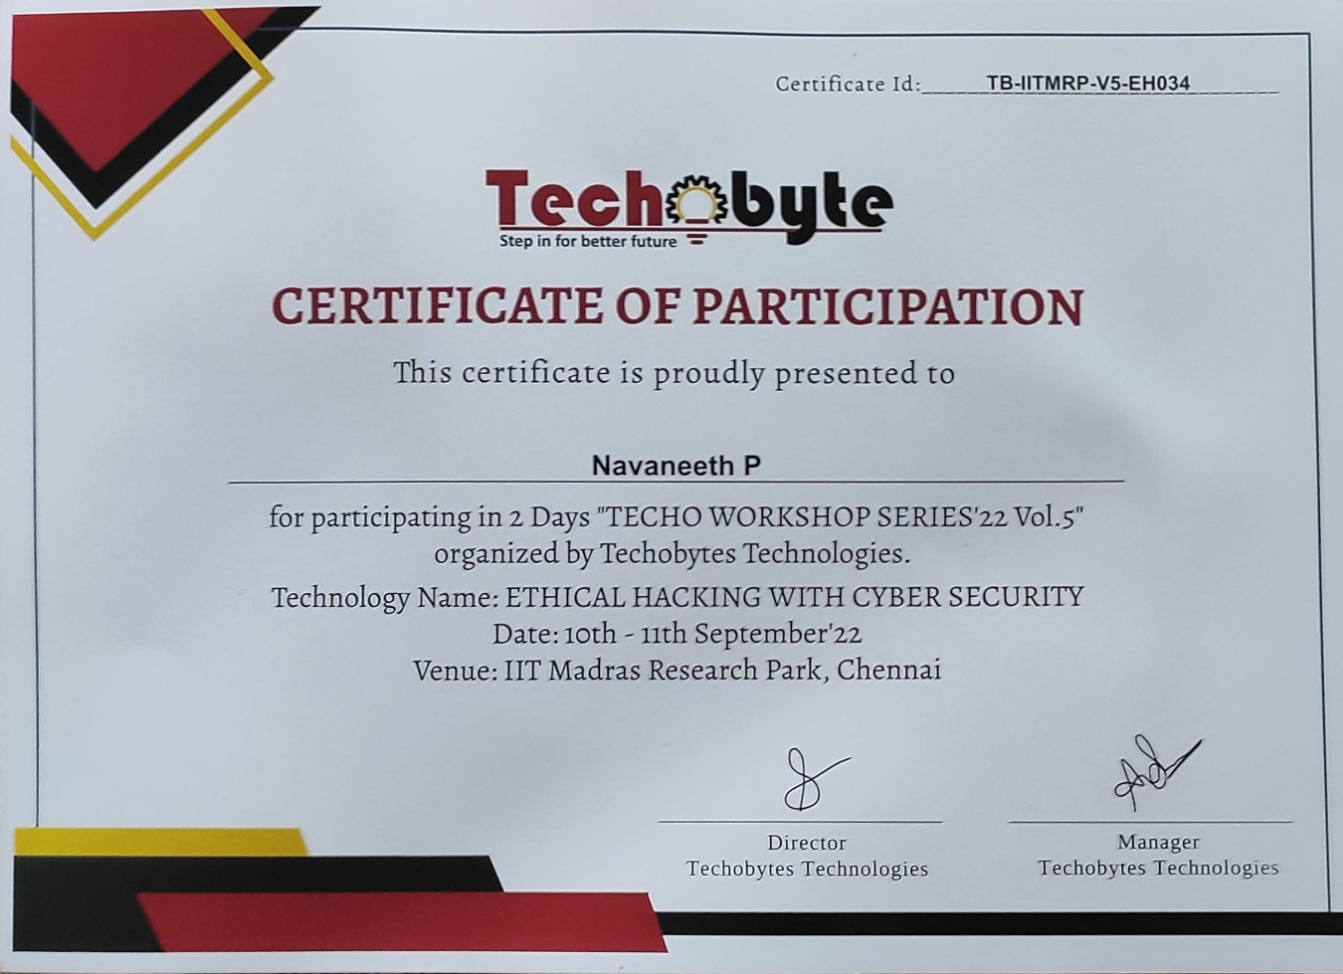 Certificate Id: TB-IITMRP-V5-EH034
Techobyte
Step in for better future
CERTIFICATE OF PARTICIPATION
This certificate is proudly presented to
Navaneeth P
for participating in 2 Days "TECHO WORKSHOP SERIES'22 Vol.5"
organized by Techobytes Technologies.
Technology Name: ETHICAL HACKING WITH CYBER SECURITY
Date: 10th - 11th September'22
Venue: IIT Madras Research Park, Chennai
Director
Techobytes Technologies
Manager
Techobytes Technologies